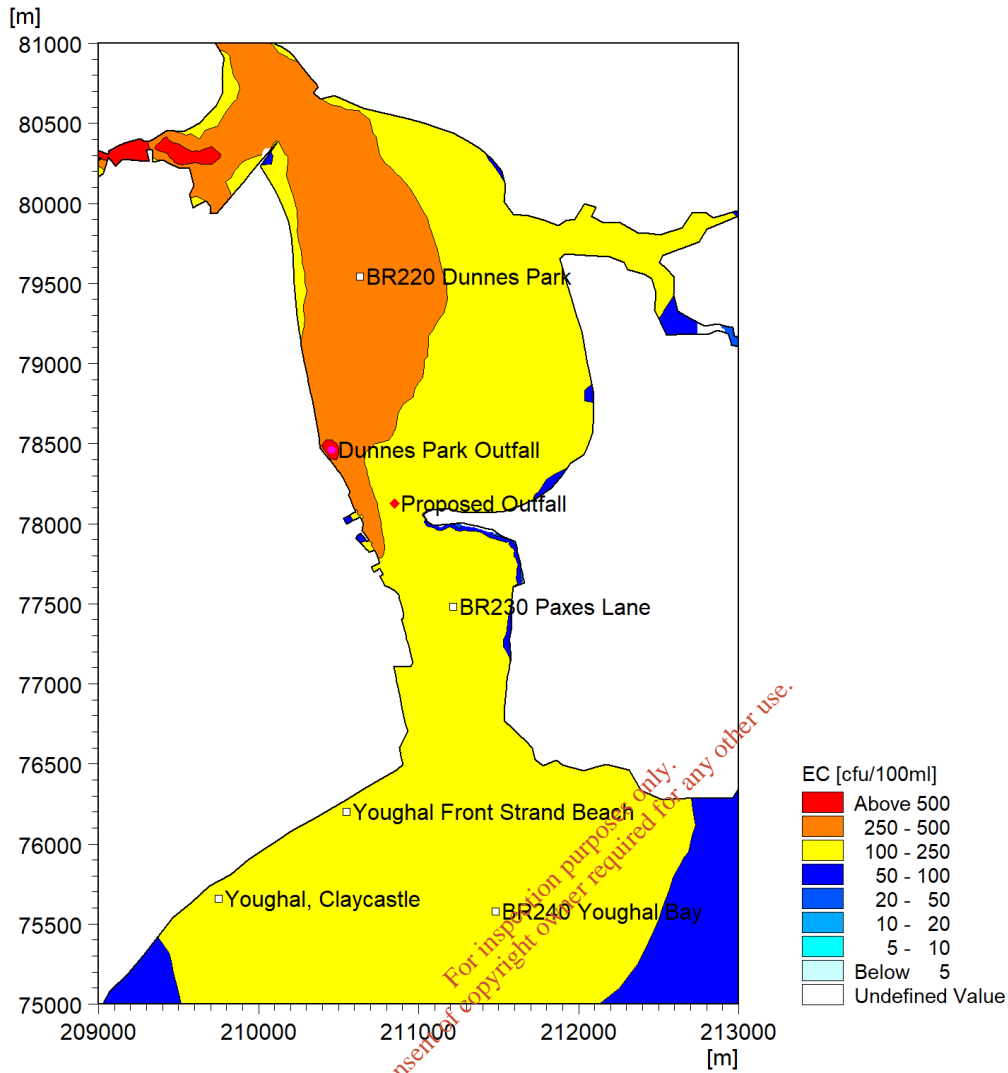 [m]
81000
80500
80000
79500
79000
78500
78000
77500
77000
76500
76000
75500
75000
209000 210000 211000 212000 213000
[m]
BR220 Dunnes Park
Dunnes Park Outfall
Proposed Outfall
BR230 Paxes Lane
Youghal Front Strand Beach
Youghal, Claycastle
BR240 Youghal Bay
For inspection purposes only.
of copyright owner required for any other use.
EC [cfu/100ml]
Above 500
250 - 500
100 - 250
50 - 100
20 - 50
10 - 20
5 - 10
Below 5
Undefined Value